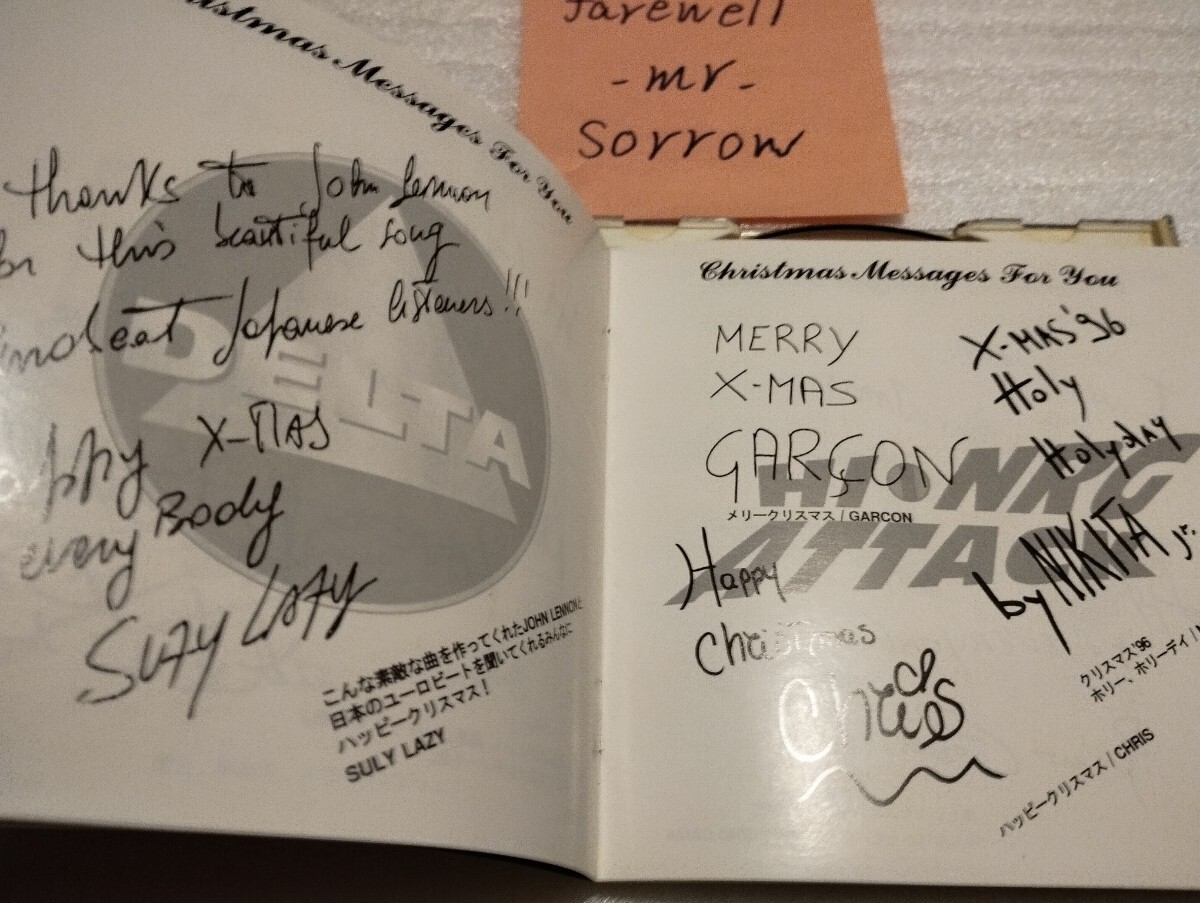 farewell
-mr-
sorrow
istmas Messages For You
thanks to John Lennon
for this beautiful song
Japanese listeners!!!
X-MAS
every Body
SUZY LAZY
DELTA
こんな素敵な曲を作ってくれたJOHN LENNONと
日本のユーロビートを聞いてくれるみんなに
ハッピークリスマス!
SULY LAZY
Christmas Messages For You
MERRY
X-MAS
GARÇON
メリークリスマス / GARCON
X-MAS'96
Holy
Holyday
by NIKITA Jr.
クリスマス'96
ホリー、ホリーデイ / N
HI•NRG
ATTACK
Happy
Christmas
Chris
ハッピークリスマス / CHRIS